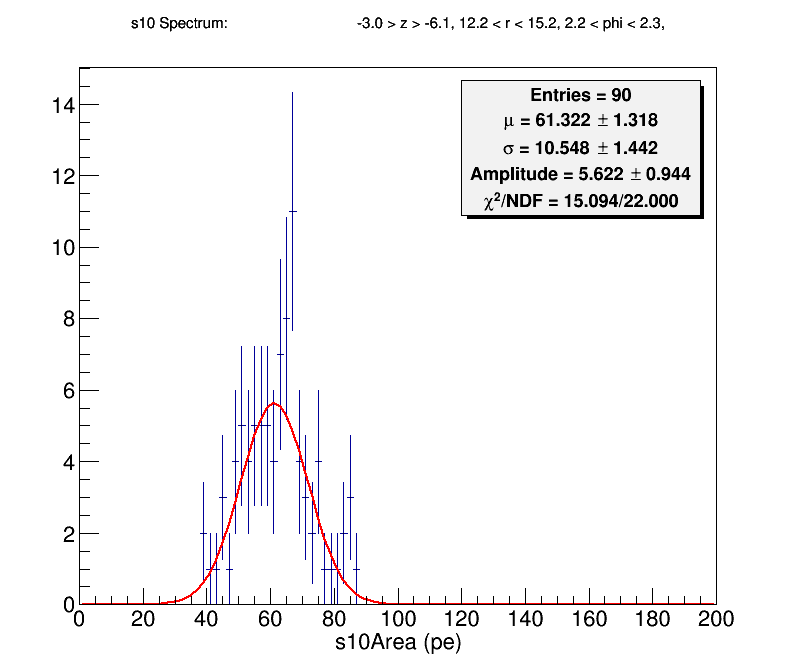 s10 Spectrum: -3.0 > z > -6.1, 12.2 < r < 15.2, 2.2 < phi < 2.3,
Entries = 90
μ = 61.322 ± 1.318
σ = 10.548 ± 1.442
Amplitude = 5.622 ± 0.944
χ²/NDF = 15.094/22.000
14
12
10
8
6
4
2
0
0 20 40 60 80 100 120 140 160 180 200
s10Area (pe)